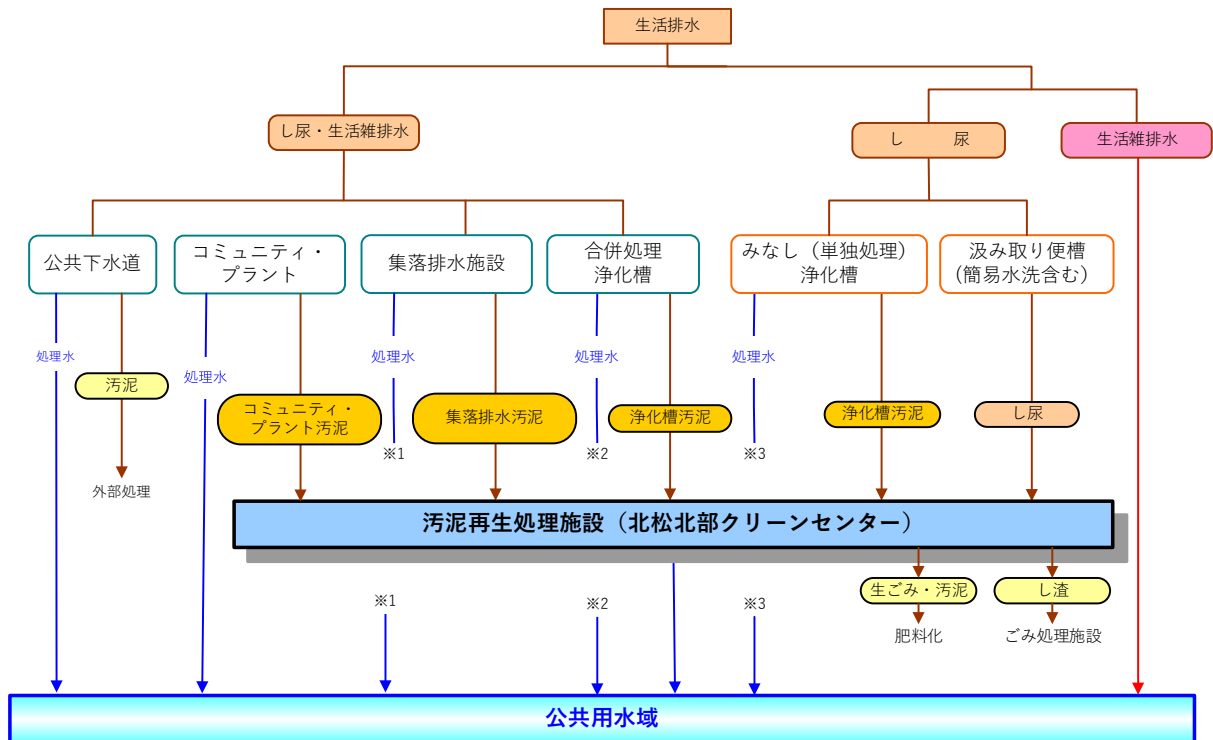 生活排水
し尿・生活雑排水
し　　尿
生活雑排水
公共下水道
コミュニティ・
プラント
集落排水施設
合併処理
浄化槽
みなし（単独処理）
浄化槽
汲み取り便槽
(簡易水洗含む）
処理水
処理水
処理水
処理水
処理水
汚泥
コミュニティ・
プラント汚泥
集落排水汚泥
浄化槽汚泥
浄化槽汚泥
し尿
※1
※2
※3
外部処理
汚泥再生処理施設（北松北部クリーンセンター）
生ごみ・汚泥
し渣
※1
※2
※3
肥料化
ごみ処理施設
公共用水域